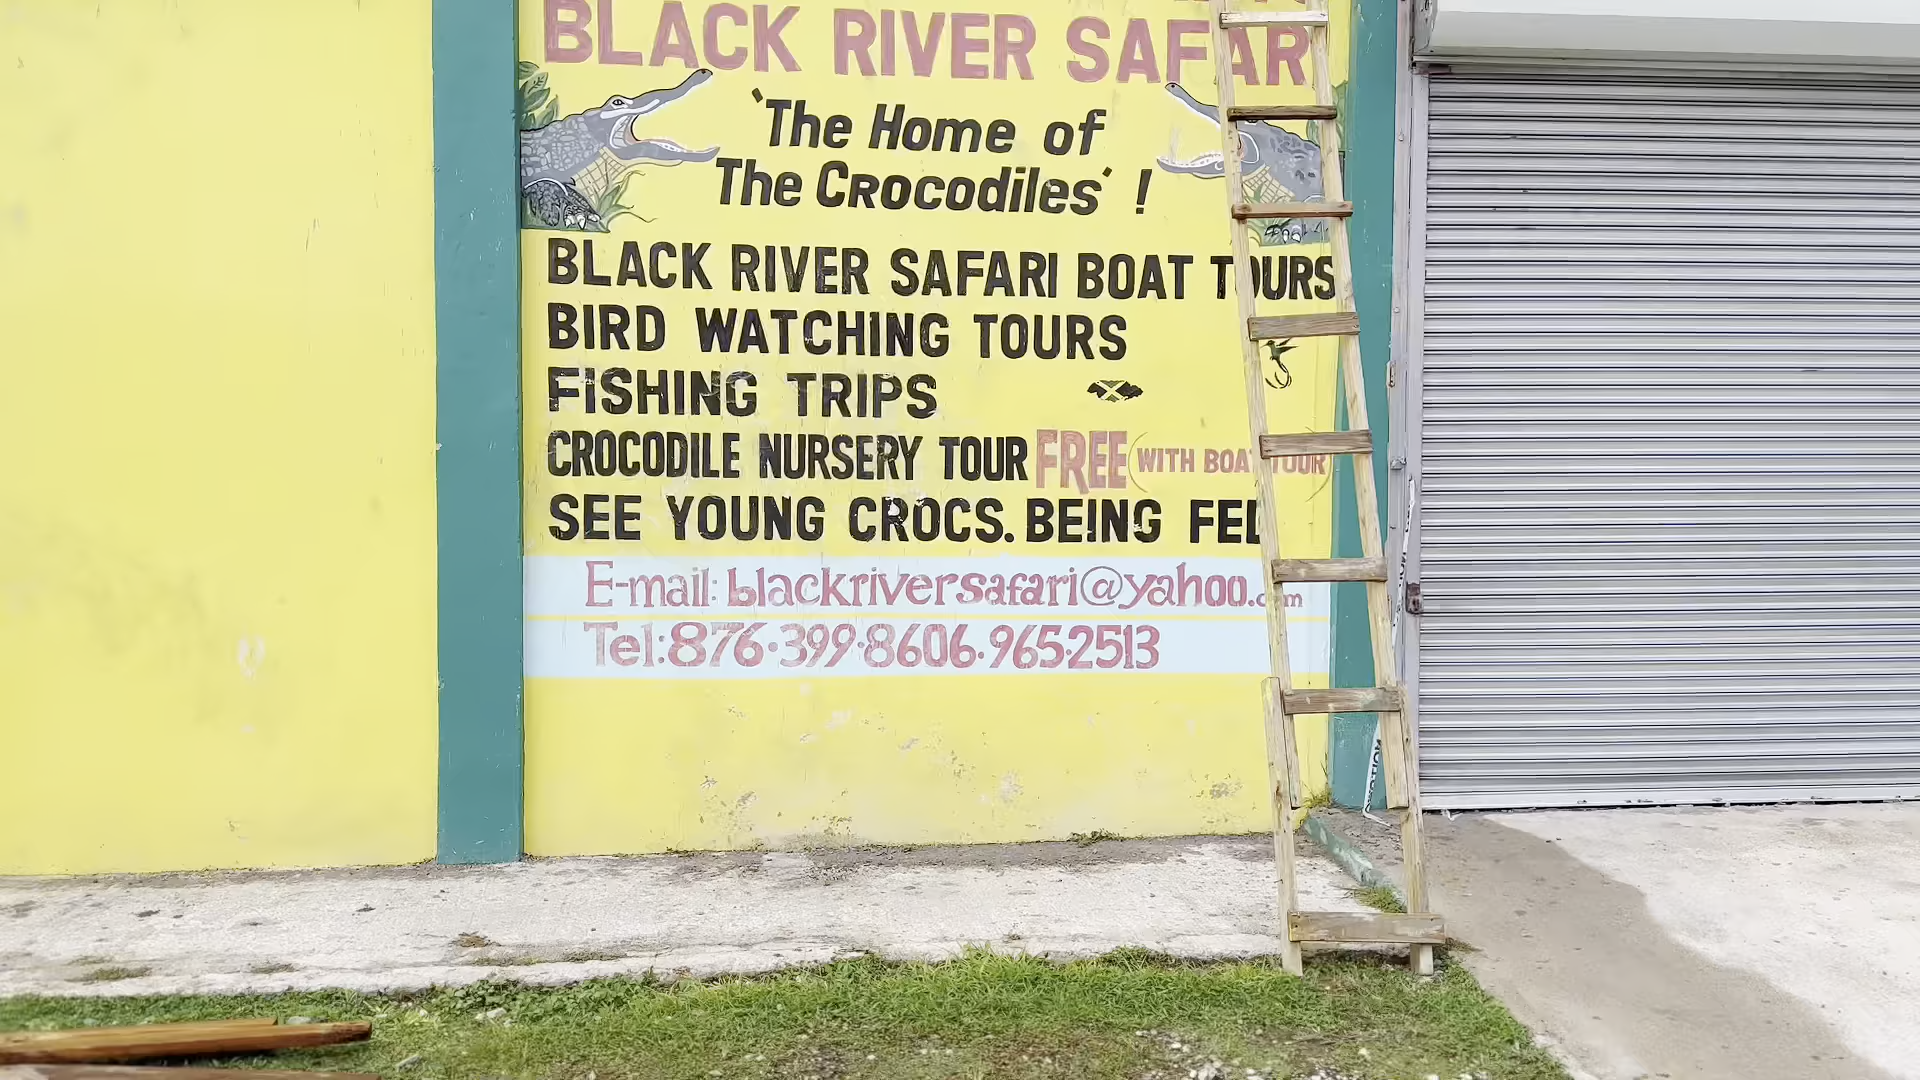 BLACK RIVER SAFARI
'The Home of
The Crocodiles' !
BLACK RIVER SAFARI BOAT TOURS
BIRD WATCHING TOURS
FISHING TRIPS
CROCODILE NURSERY TOUR FREE (WITH BOAT TOUR)
SEE YOUNG CROCS. BEING FED
E-mail: blackriversafari@yahoo.com
Tel: 876·399·8606·965·2513